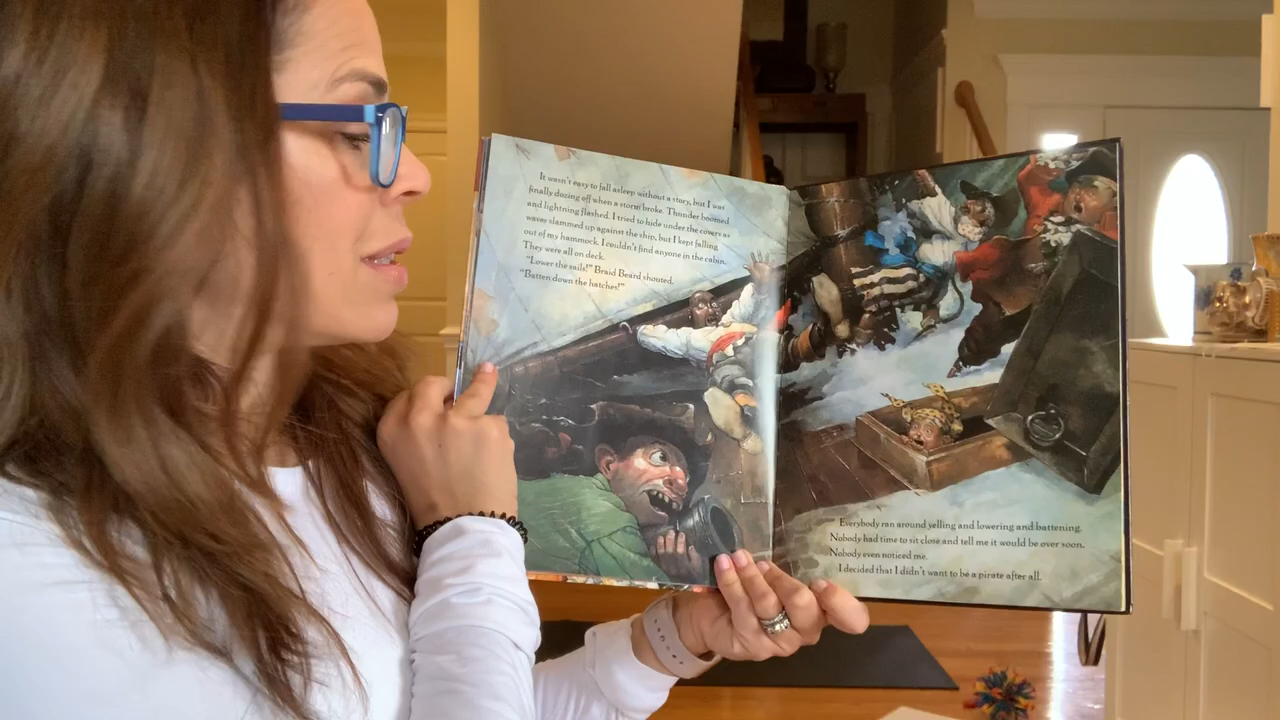 It wasn't easy to fall asleep without a story, but I was
finally dozing off when a storm broke. Thunder boomed
and lightning flashed. I tried to hide under the covers as
waves slammed up against the ship, but I kept falling
out of my hammock. I couldn't find anyone in the cabin.
They were all on deck.
"Lower the sails!" Braid Beard shouted.
"Batten down the hatches!"
Everybody ran around yelling and lowering and battening.
Nobody had time to sit close and tell me it would be over soon.
Nobody even noticed me.
I decided that I didn't want to be a pirate after all.